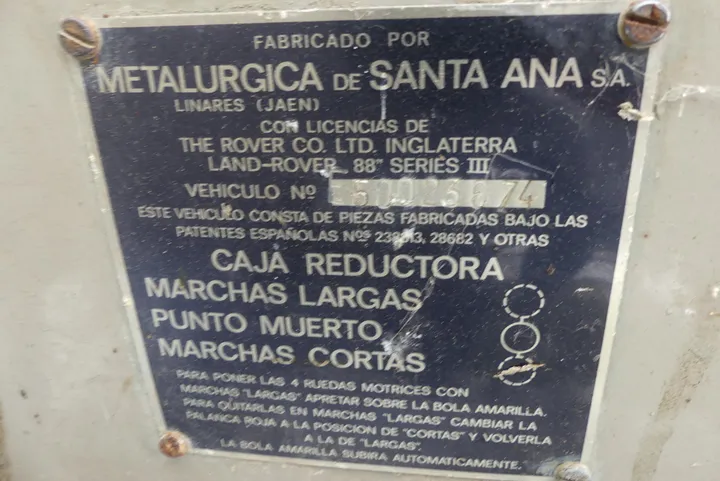 FABRICADO POR
METALURGICA DE SANTA ANA S.A.
LINARES (JAEN)
CON LICENCIAS DE
THE ROVER CO. LTD. INGLATERRA
LAND-ROVER 88" SERIES III
VEHICULO Nº
ESTE VEHICULO CONSTA DE PIEZAS FABRICADAS BAJO LAS
PATENTES ESPAÑOLAS Nos 28682 Y OTRAS
CAJA REDUCTORA
MARCHAS LARGAS
PUNTO MUERTO
MARCHAS CORTAS
PARA PONER LAS 4 RUEDAS MOTRICES CON
MARCHAS "LARGAS" APRETAR SOBRE LA BOLA AMARILLA.
PARA QUITARLAS EN MARCHAS "LARGAS" CAMBIAR LA
PALANCA ROJA A LA POSICION DE "CORTAS" Y VOLVERLA
A LA DE "LARGAS".
LA BOLA AMARILLA SUBIRA AUTOMATICAMENTE.